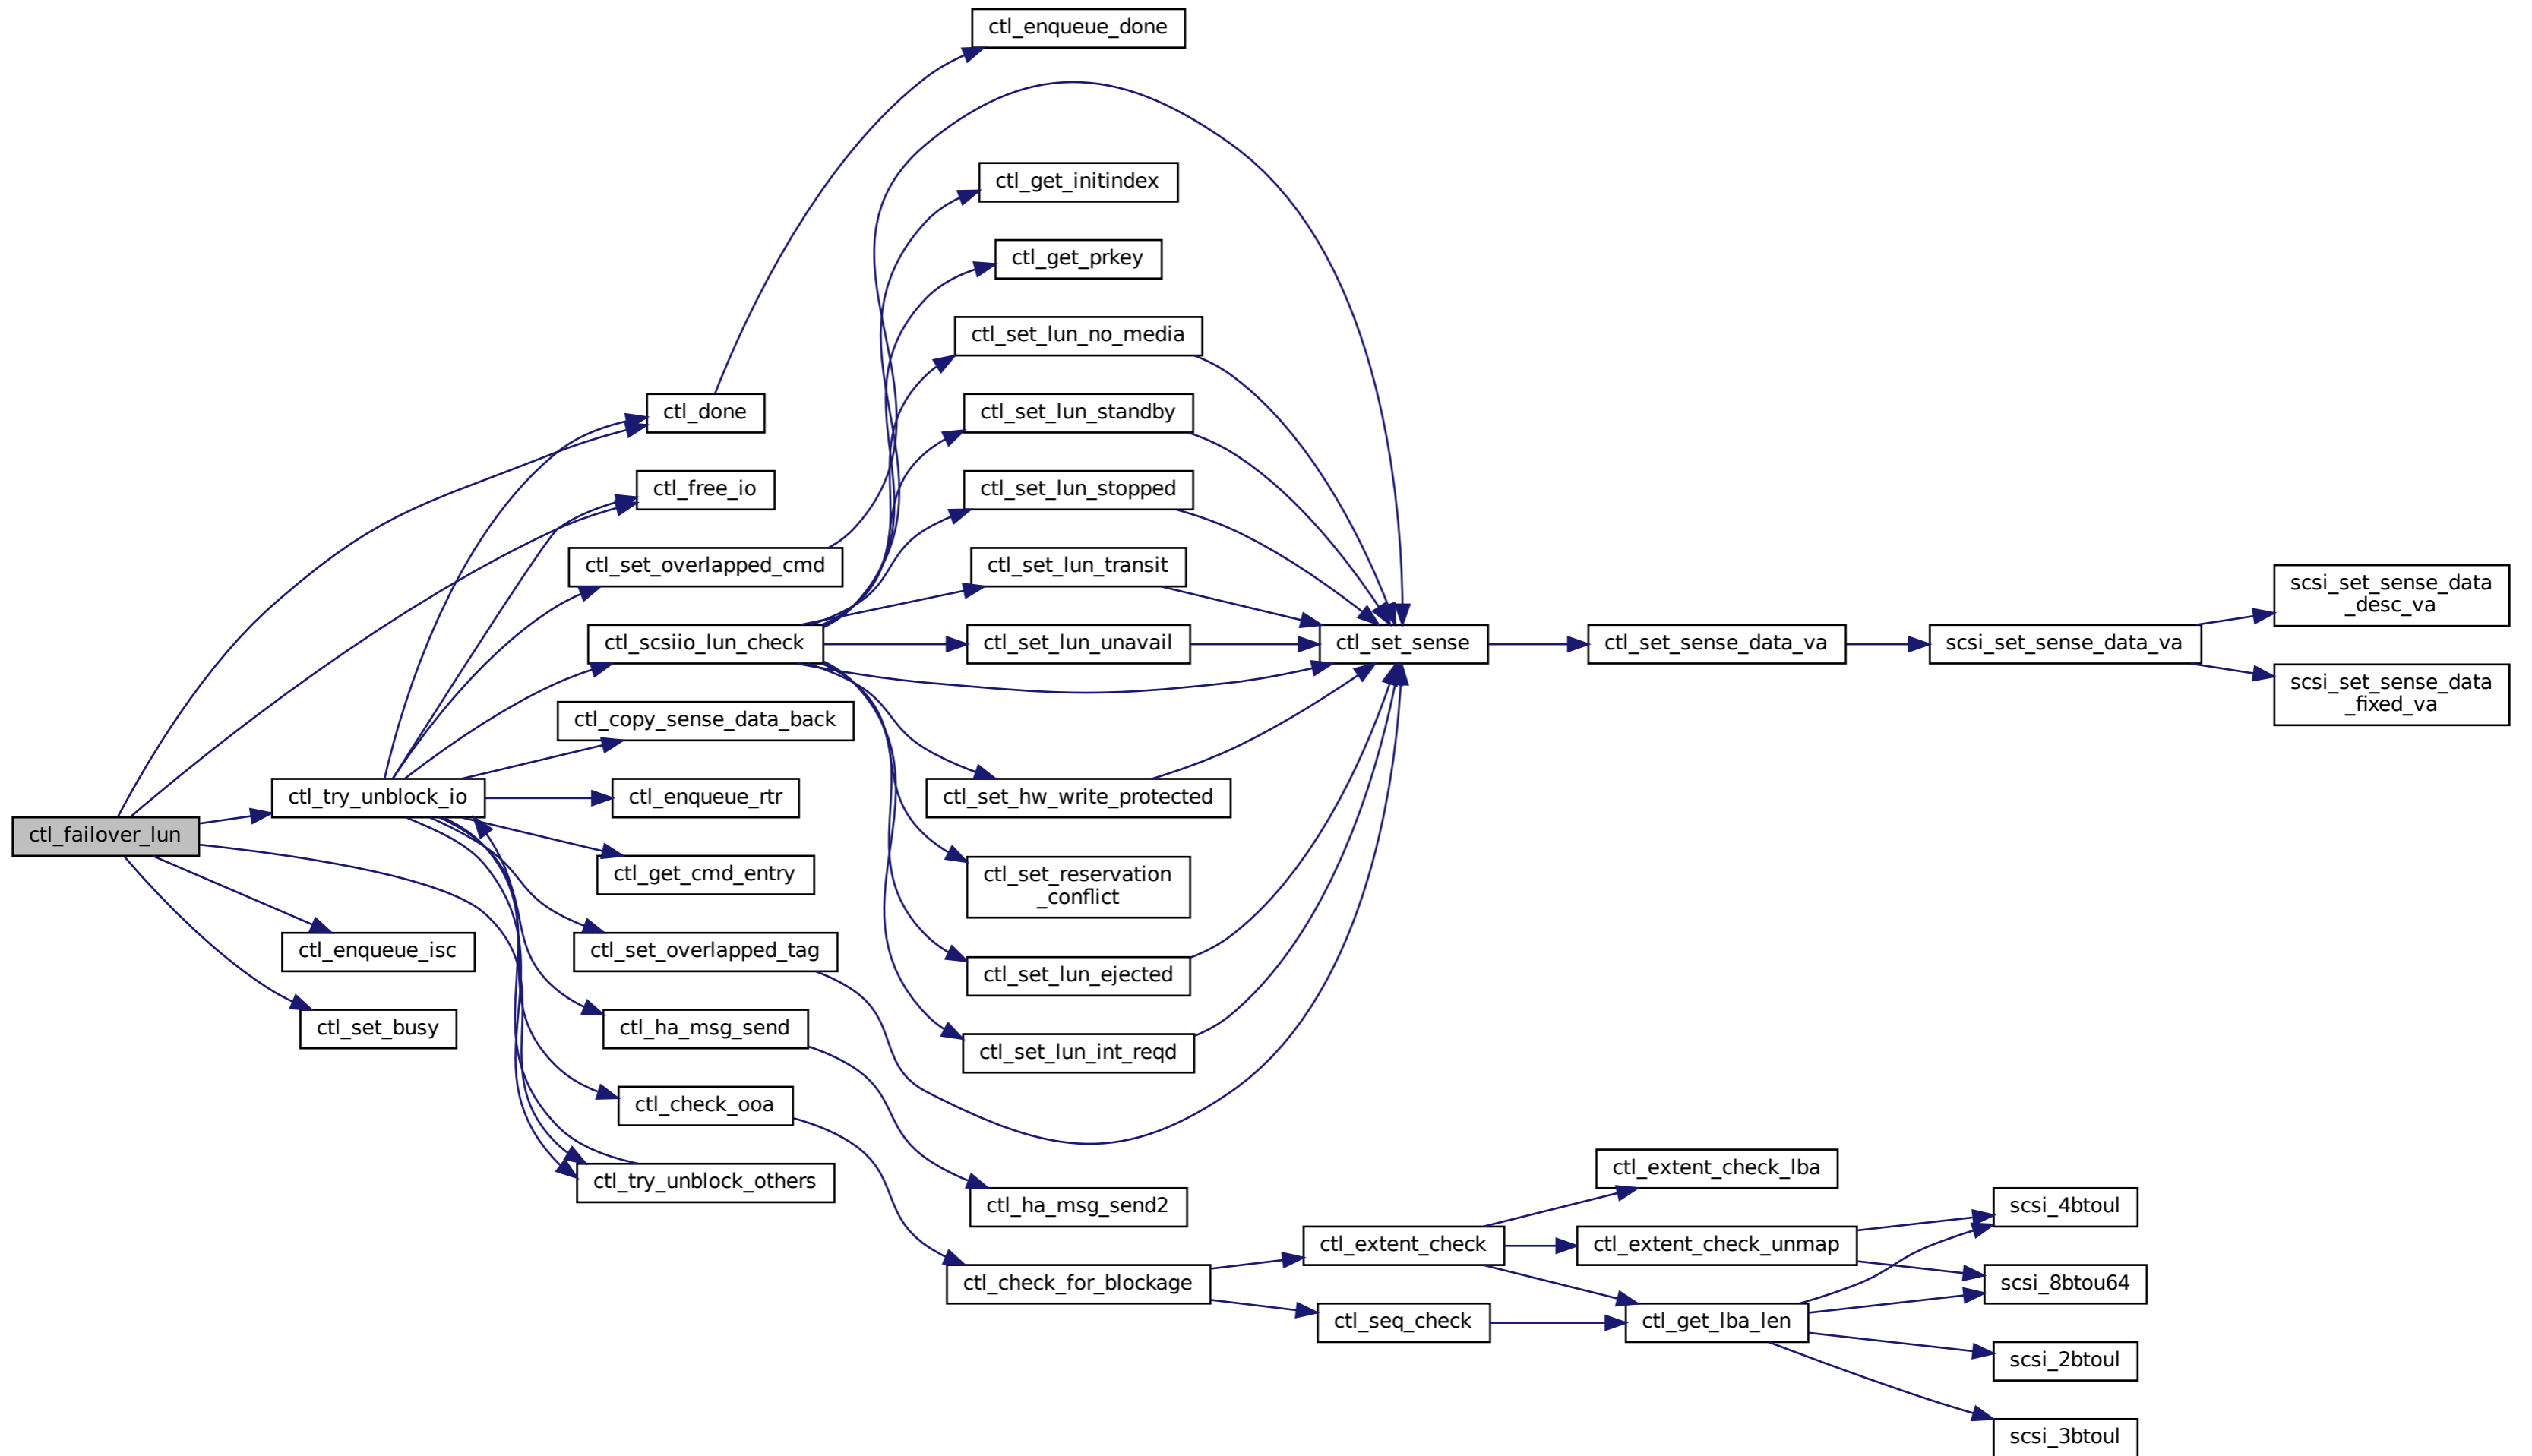 ctl_enqueue_done
ctl_get_initindex
ctl_get_prkey
ctl_set_lun_no_media
ctl_done
ctl_set_lun_standby
ctl_free_io
ctl_set_lun_stopped
ctl_set_overlapped_cmd
ctl_set_lun_transit
scsi_set_sense_data
_desc_va
ctl_scsiio_lun_check
ctl_set_lun_unavail
ctl_set_sense
ctl_set_sense_data_va
scsi_set_sense_data_va
scsi_set_sense_data
_fixed_va
ctl_copy_sense_data_back
ctl_try_unblock_io
ctl_enqueue_rtr
ctl_set_hw_write_protected
ctl_failover_lun
ctl_get_cmd_entry
ctl_set_reservation
_conflict
ctl_enqueue_isc
ctl_set_overlapped_tag
ctl_set_lun_ejected
ctl_set_busy
ctl_ha_msg_send
ctl_set_lun_int_reqd
ctl_check_ooa
ctl_try_unblock_others
ctl_extent_check_lba
ctl_ha_msg_send2
scsi_4btoul
ctl_extent_check
ctl_extent_check_unmap
ctl_check_for_blockage
scsi_8btou64
ctl_seq_check
ctl_get_lba_len
scsi_2btoul
scsi_3btoul